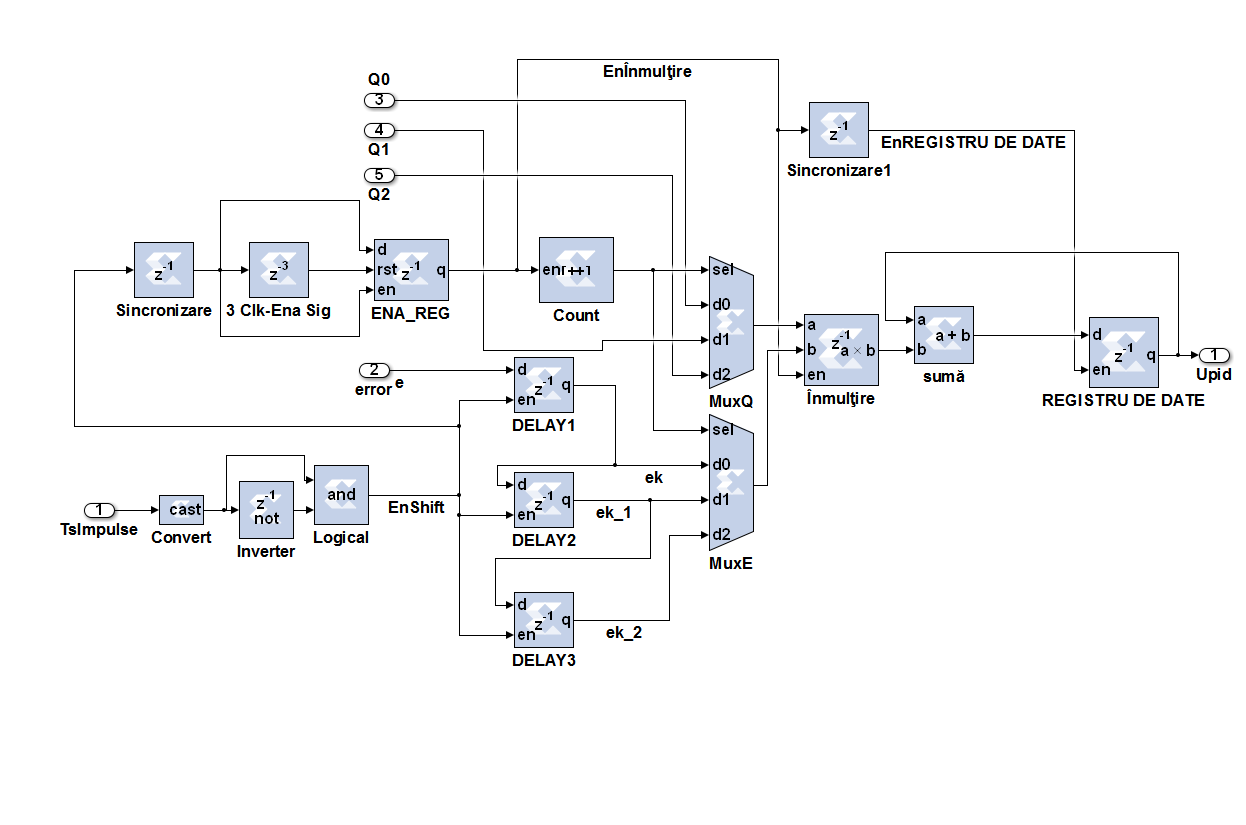 EnÎnmulţire
Q0
3
4
Q1
5
Q2
z-1
Sincronizare1
EnREGISTRU DE DATE
z-1
Sincronizare
z-3
3 Clk-Ena Sig
d
rst
en
z-1
q
ENA_REG
en
++
Count
sel
d0
d1
d2
MuxQ
a
b
en
z-1
a × b
Înmulţire
a
b
a + b
sumă
d
en
z-1
q
REGISTRU DE DATE
1
Upid
2
error
e
d
en
z-1
q
DELAY1
sel
d0
d1
d2
MuxE
ek
d
en
z-1
q
DELAY2
ek_1
d
en
z-1
q
DELAY3
ek_2
1
TsImpulse
cast
Convert
z-1
not
Inverter
and
Logical
EnShift